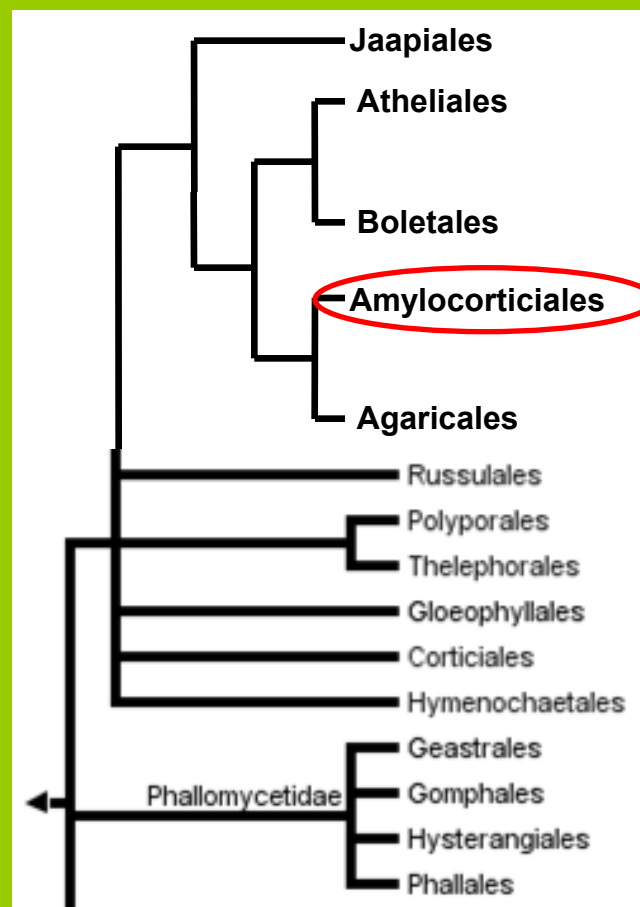 Jaapiales
Atheliales
Boletales
Amylocorticiales
Agaricales
Russulales
Polyporales
Thelephorales
Gloeophyllales
Corticiales
Hymenochaetales
Geastrales
Phallomycetidae
Gomphales
Hysterangiales
Phallales